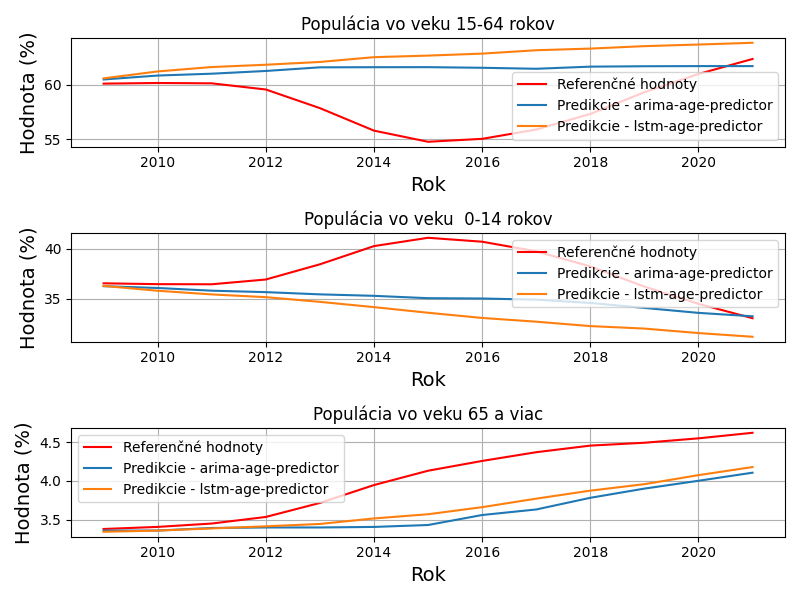 Populácia vo veku 15-64 rokov
Hodnota (%)
60
55
Referenčné hodnoty
Predikcie - arima-age-predictor
Predikcie - lstm-age-predictor
2010 2012 2014 2016 2018 2020
Rok
Populácia vo veku  0-14 rokov
Hodnota (%)
40
35
Referenčné hodnoty
Predikcie - arima-age-predictor
Predikcie - lstm-age-predictor
2010 2012 2014 2016 2018 2020
Rok
Populácia vo veku 65 a viac
Hodnota (%)
4.5
4.0
3.5
Referenčné hodnoty
Predikcie - arima-age-predictor
Predikcie - lstm-age-predictor
2010 2012 2014 2016 2018 2020
Rok